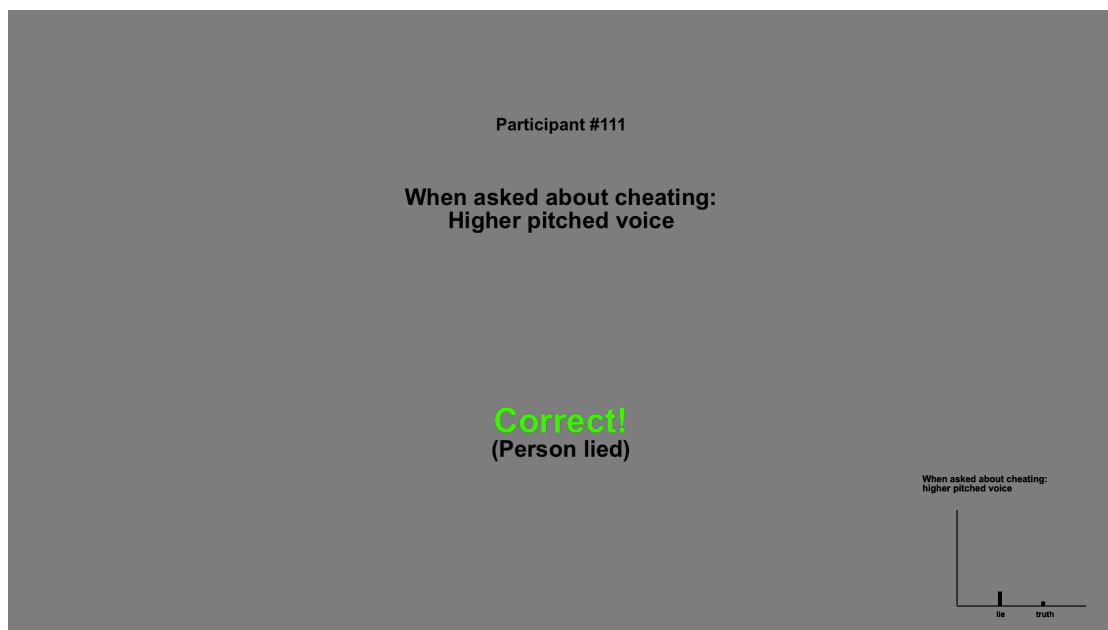 Participant #111
When asked about cheating:
Higher pitched voice
Correct!
(Person lied)
When asked about cheating:
higher pitched voice
lie truth